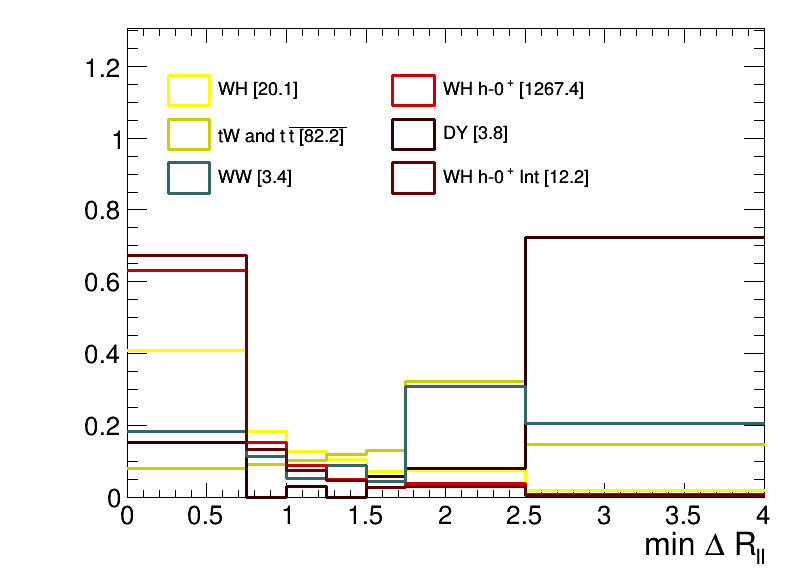 1.2
1
0.8
0.6
0.4
0.2
0
WH [20.1]
WH h-0⁺ [1267.4]
tW and t t̅ [82.2]
DY [3.8]
WW [3.4]
WH h-0⁺ Int [12.2]
0 0.5 1 1.5 2 2.5 3 3.5 4
min Δ R_ll